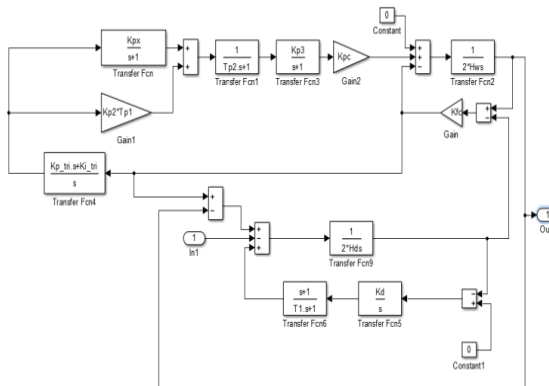 0
Constant
Kpx
s+1
Transfer Fcn
+
+
1
Tp2.s+1
Transfer Fcn1
Kp3
s+1
Transfer Fcn3
Kpc
Gain2
+
+
−
1
2*Hws
Transfer Fcn2
Kp2*Tp1
Gain1
Kfc
Gain
+
−
Kp_tri.s+Ki_tri
s
Transfer Fcn4
+
−
1
In1
+
−
+
1
2*Hds
Transfer Fcn9
1
Ou
s+1
T1.s+1
Transfer Fcn6
Kd
s
Transfer Fcn5
−
+
0
Constant1